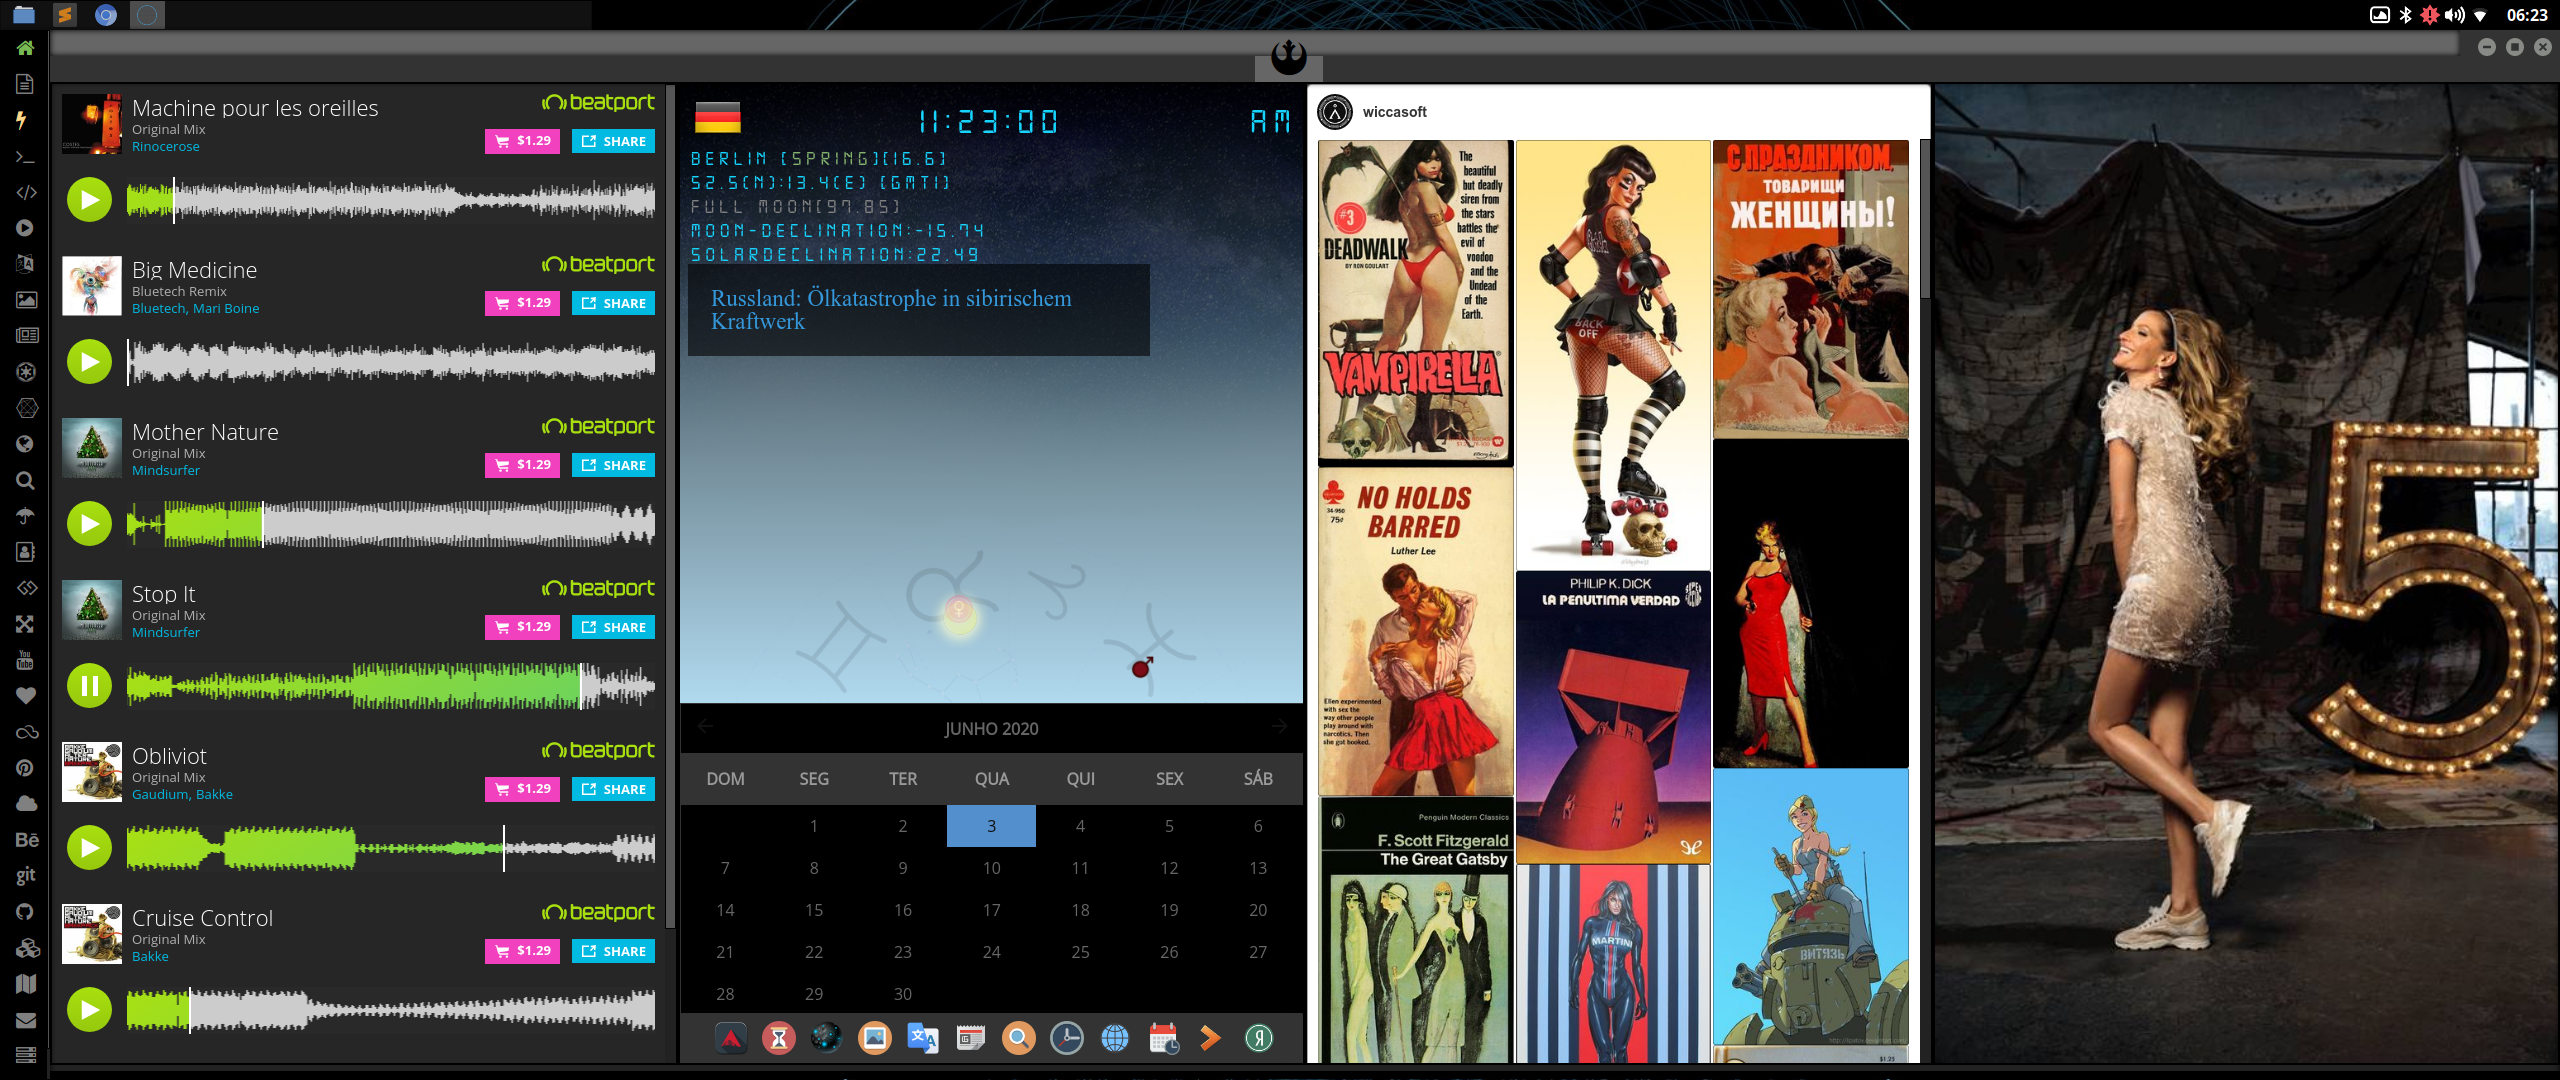 06:23
Machine pour les oreilles
Original Mix
Rinocerose
beatport
$1.29
SHARE
Big Medicine
Bluetech Remix
Bluetech, Mari Boine
beatport
$1.29
SHARE
Mother Nature
Original Mix
Mindsurfer
beatport
$1.29
SHARE
Stop It
Original Mix
Mindsurfer
beatport
$1.29
SHARE
Obliviot
Original Mix
Gaudium, Bakke
beatport
$1.29
SHARE
Cruise Control
Original Mix
Bakke
beatport
$1.29
SHARE
You
Tube
Bē
git
11:23:00 AM
BERLIN [SPRING][16.6]
52.5(N):13.4(E) [GMT1]
FULL MOON[97.85]
MOON-DECLINATION:-15.74
SOLARDECLINATION:22.49
Russland: Ölkatastrophe in sibirischem
Kraftwerk
JUNHO 2020
DOM SEG TER QUA QUI SEX SÁB
1 2 3 4 5 6
7 8 9 10 11 12 13
14 15 16 17 18 19 20
21 22 23 24 25 26 27
28 29 30
wiccasoft
The
beautiful
but deadly
siren from
the stars
battles the
evil of
voodoo
and the
Undead
of the
Earth.
#3
DEADWALK
BY RON GOULART
VAMPIRELLA
BACK
OFF
С ПРАЗДНИКОМ,
ТОВАРИЩИ
ЖЕНЩИНЫ!
34-950
75¢
NO HOLDS
BARRED
Luther Lee
Ellen experimented
with sex the
way other people
play around with
narcotics. Then
she got hooked.
PHILIP K. DICK
LA PENULTIMA VERDAD
Penguin Modern Classics
F. Scott Fitzgerald
The Great Gatsby
MARTINI
ВИТЯЗЬ
$1.25
5